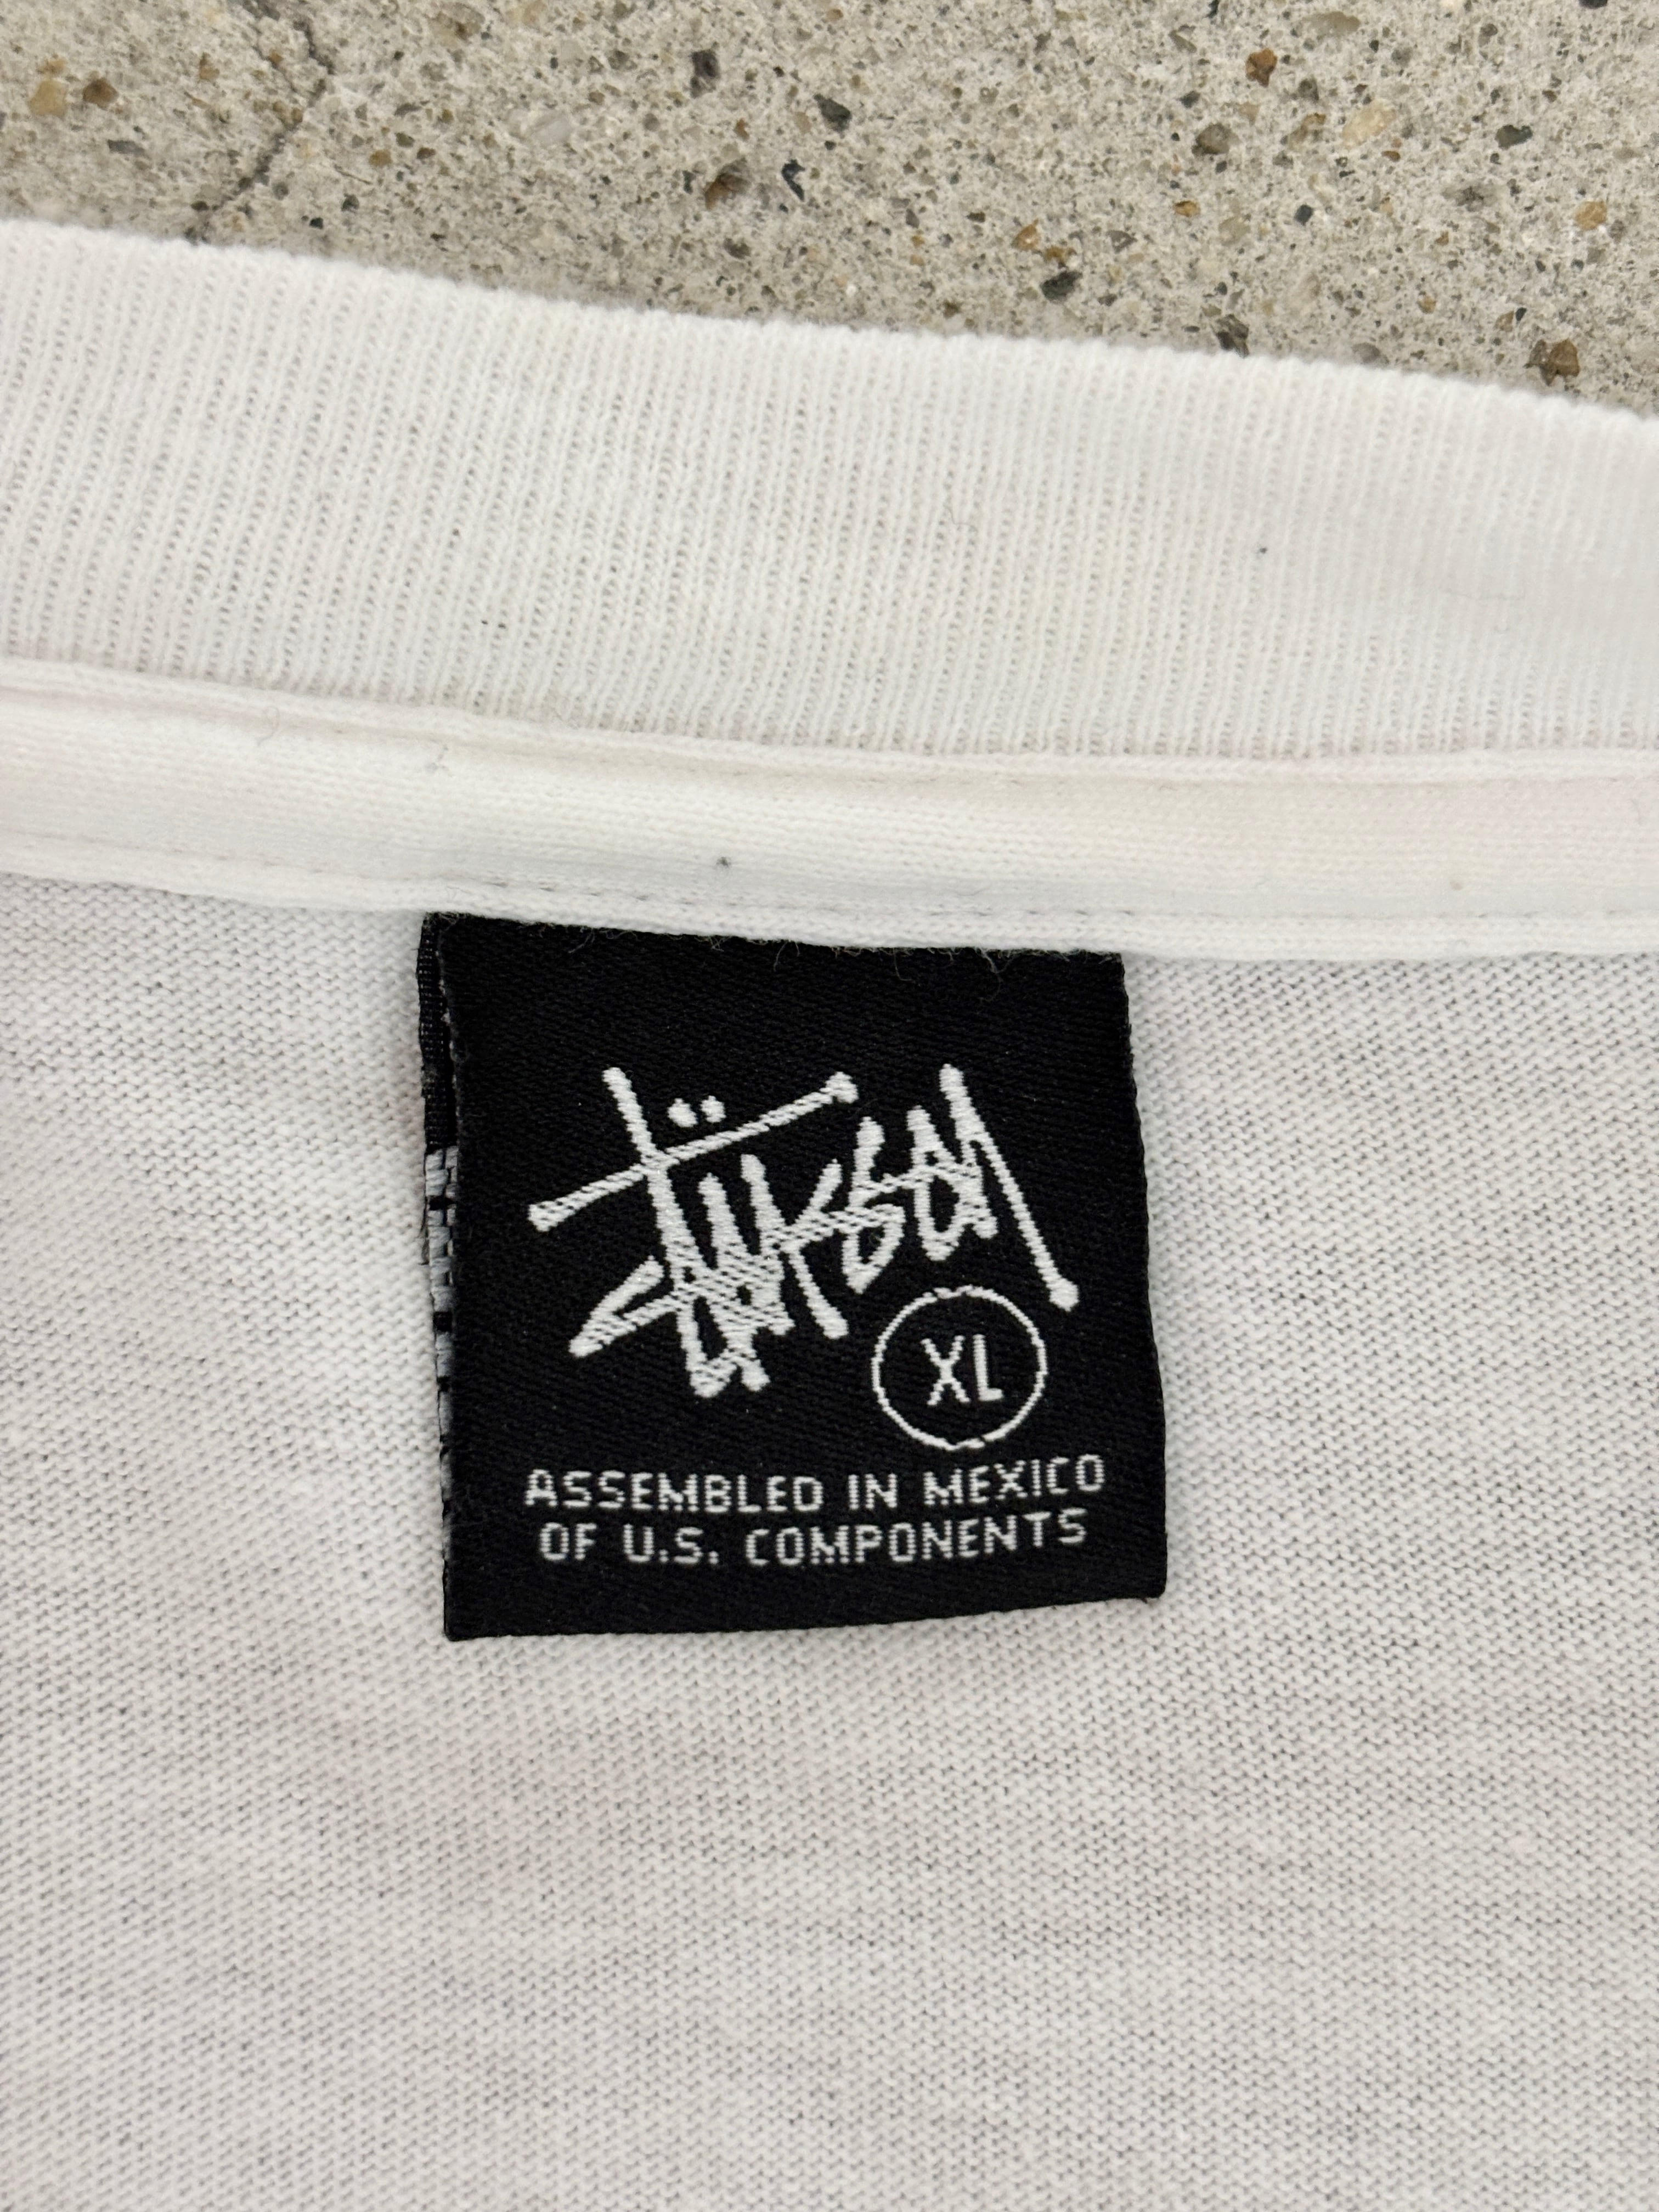 Stüssy
XL
ASSEMBLED IN MEXICO
OF U.S. COMPONENTS